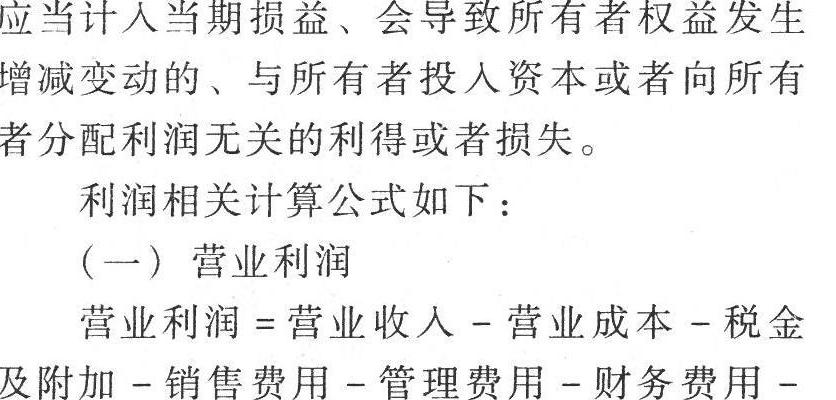 应当计入当期损益、会导致所有者权益发生
增减变动的、与所有者投入资本或者向所有
者分配利润无关的利得或者损失。
利润相关计算公式如下：
（一） 营业利润
营业利润 = 营业收入 － 营业成本 － 税金
及附加 － 销售费用 － 管理费用 － 财务费用 －